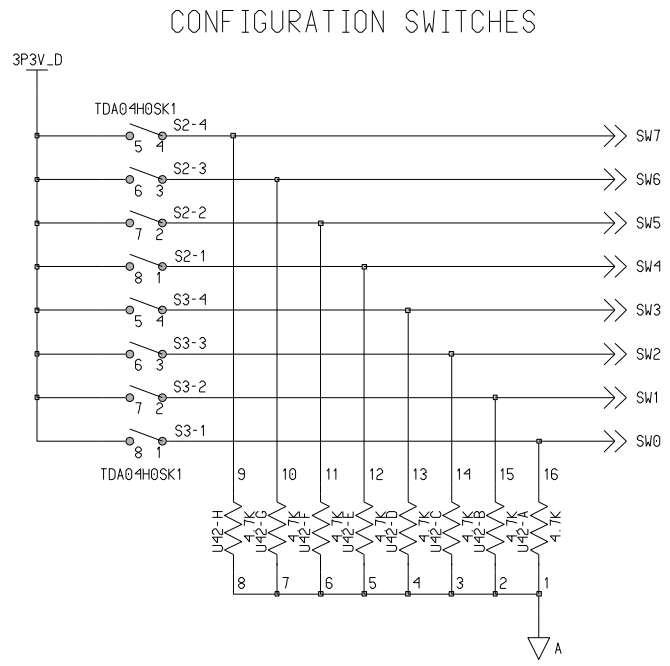 CONFIGURATION SWITCHES
3P3V_D
TDA04H0SK1
S2-4
5 4
SW7
S2-3
6 3
SW6
S2-2
7 2
SW5
S2-1
8 1
SW4
S3-4
5 4
SW3
S3-3
6 3
SW2
S3-2
7 2
SW1
S3-1
8 1
SW0
TDA04H0SK1
9 10 11 12 13 14 15 16
U42-H
4.7K
U42-G
4.7K
U42-F
4.7K
U42-E
4.7K
U42-D
4.7K
U42-C
4.7K
U42-B
4.7K
U42-A
4.7K
8 7 6 5 4 3 2 1
A